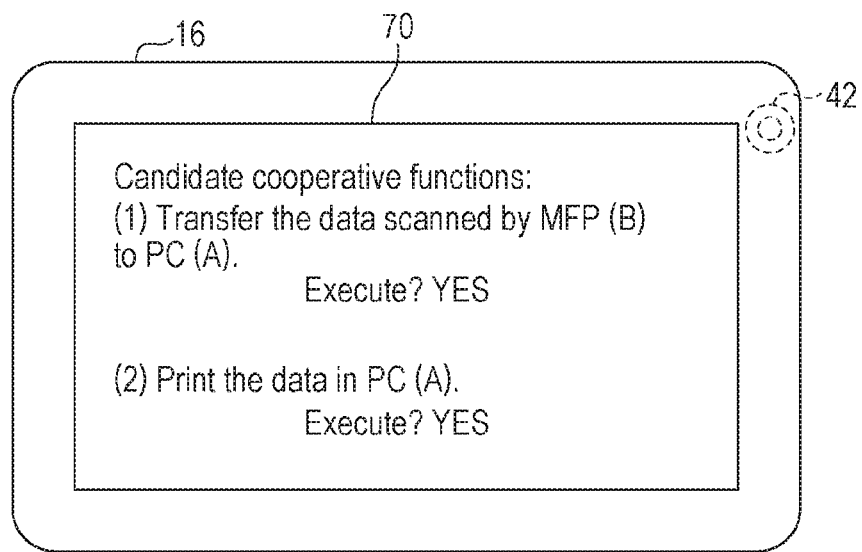 16
70
42
Candidate cooperative functions:
(1) Transfer the data scanned by MFP (B)
to PC (A).
Execute? YES
(2) Print the data in PC (A).
Execute? YES